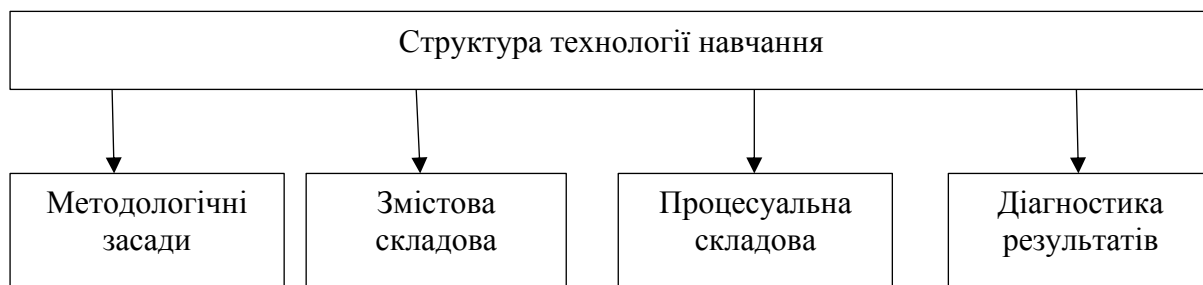 Структура технології навчання
Методологічні
засади
Змістова
складова
Процесуальна
складова
Діагностика
результатів